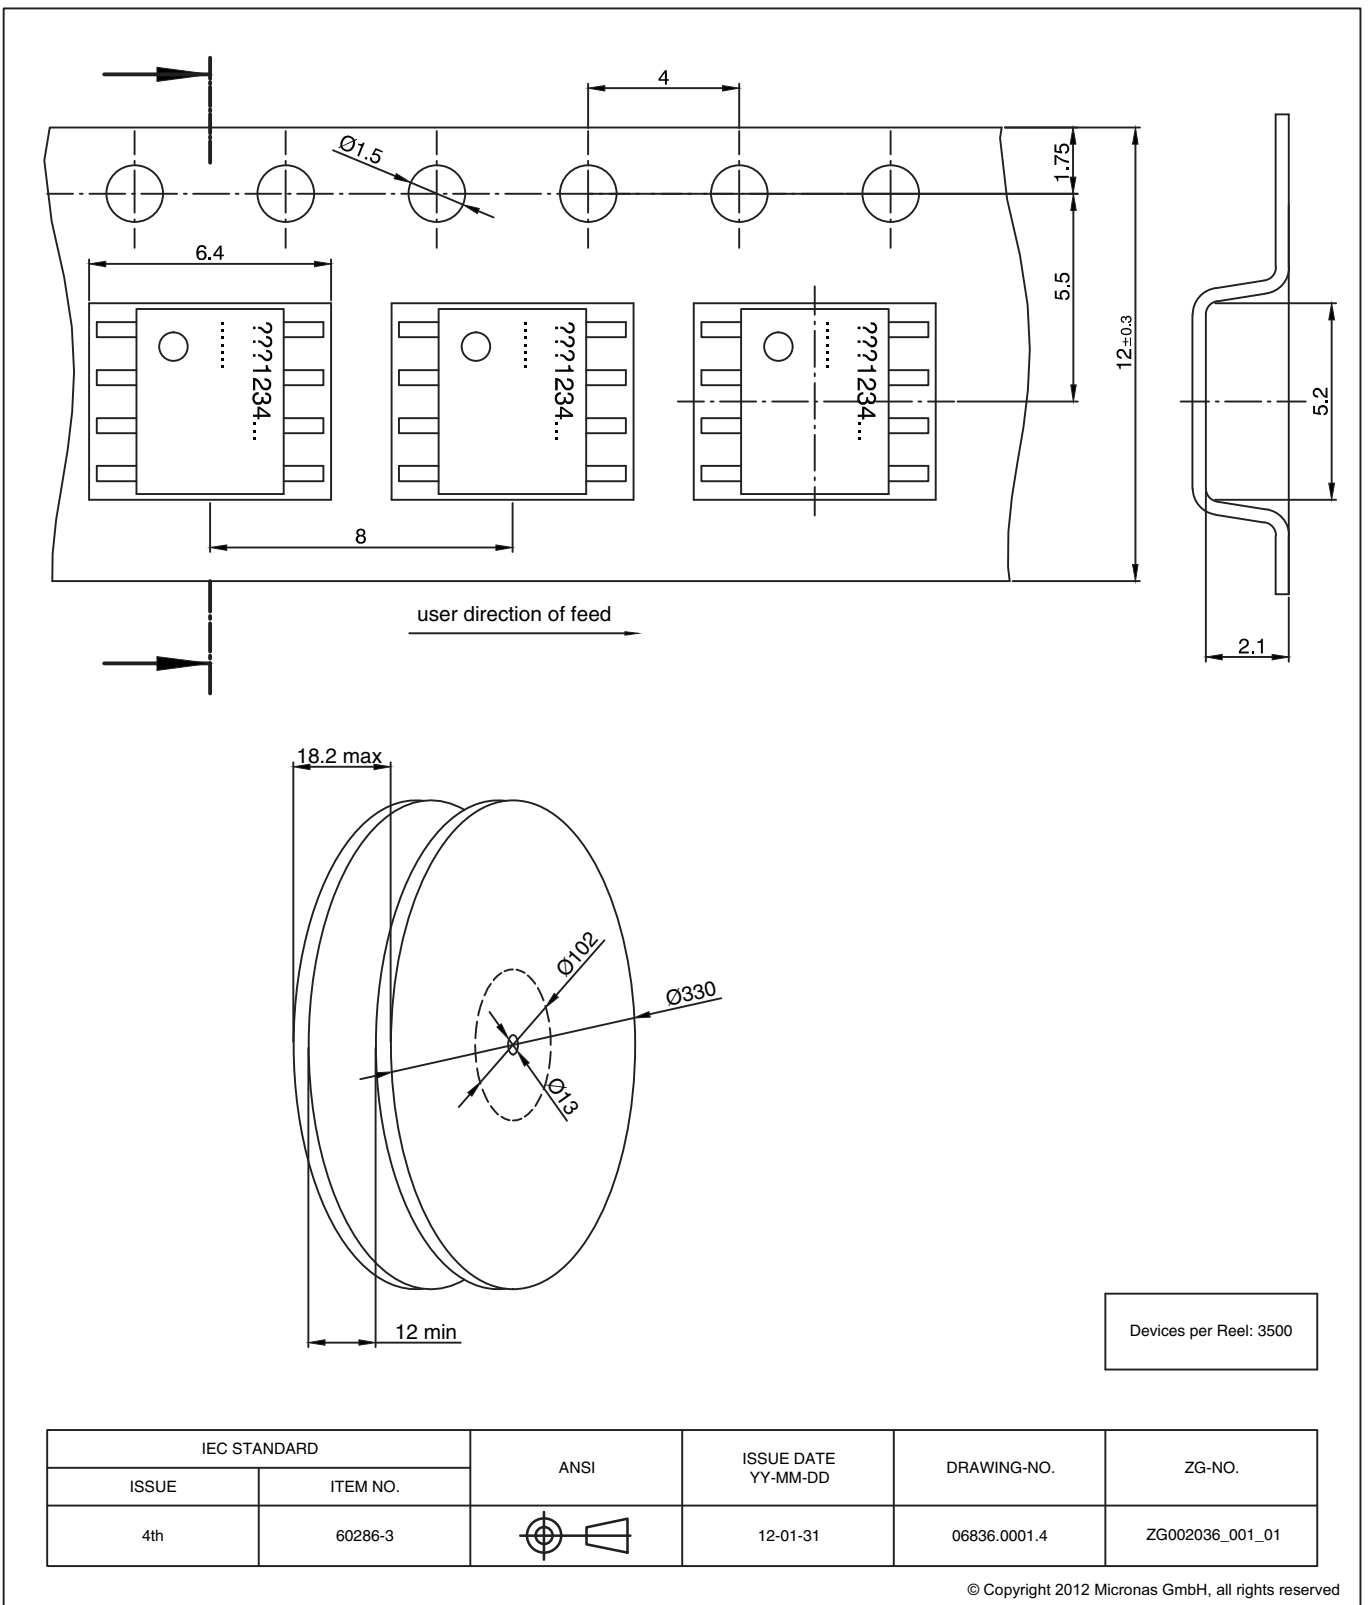 4
Ø1.5
1.75
6.4
5.5
12±0.3
???1234...
......
???1234...
......
???1234...
......
5.2
8
user direction of feed
2.1
18.2 max
Ø102
Ø330
Ø13
12 min
Devices per Reel: 3500
IEC STANDARD
ANSI
ISSUE DATE
YY-MM-DD
DRAWING-NO.
ZG-NO.
ISSUE
ITEM NO.
4th
60286-3
12-01-31
06836.0001.4
ZG002036_001_01
© Copyright 2012 Micronas GmbH, all rights reserved